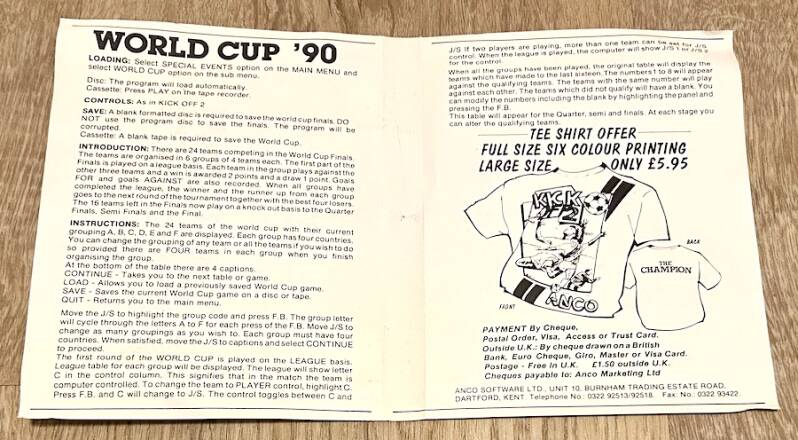 WORLD CUP '90
LOADING: Select SPECIAL EVENTS option on the MAIN MENU and
select WORLD CUP option on the sub menu.
Disc: The program will load automatically.
Cassette: Press PLAY on the tape recorder.
CONTROLS: As in KICK OFF 2
SAVE: A blank formatted disc is required to save the world cup finals. DO
NOT use the program disc to save the finals. The program will be
corrupted.
Cassette: A blank tape is required to save the World Cup.
INTRODUCTION: There are 24 teams competing in the World Cup Finals.
The teams are organised in 6 groups of 4 teams each. The first part of the
Finals is played on a league basis. Each team in the group plays against the
other three teams and a win is awarded 2 points and a draw 1 point. Goals
FOR and goals AGAINST are also recorded. When all groups have
completed the league, the winner and the runner up from each group
goes to the next round of the tournament together with the best four losers.
The 16 teams left in the Finals now play on a knock out basis to the Quarter
Finals, Semi Finals and the Final.
INSTRUCTIONS: The 24 teams of the world cup with their current
grouping A, B, C, D, E and F are displayed. Each group has four countries.
You can change the grouping of any team or all the teams if you wish to do
so provided there are FOUR teams in each group when you finish
organising the group.
At the bottom of the table there are 4 captions.
CONTINUE - Takes you to the next table or game.
LOAD - Allows you to load a previously saved World Cup game.
SAVE - Saves the current World Cup game on a disc or tape.
QUIT - Returns you to the main menu.
Move the J/S to highlight the group code and press F.B. The group letter
will cycle through the letters A to F for each press of the F.B. Move J/S to
change as many groupings as you wish to. Each group must have four
countries. When satisfied, move the J/S to captions and select CONTINUE
to proceed.
The first round of the WORLD CUP is played on the LEAGUE basis.
League table for each group will be displayed. The league will show letter
C in the control column. This signifies that in the match the team is
computer controlled. To change the team to PLAYER control, highlight C.
Press F.B. and C will change to J/S. The control toggles between C and
J/S If two players are playing, more than one team can be set for J/S
control. When the league is played, the computer will show J/S 1 or J/S 2
for the control.
When all the groups have been played, the original table will display the
teams which have made to the last sixteen. The numbers 1 to 8 will appear
against the qualifying teams. The teams with the same number will play
against each other. The teams which did not qualify will have a blank. You
can modify the numbers including the blank by highlighting the panel and
pressing the F.B.
This table will appear for the Quarter, semi and finals. At each stage you
can alter the qualifying teams.
TEE SHIRT OFFER
FULL SIZE SIX COLOUR PRINTING
LARGE SIZE ONLY £5.95
KICK
OFF 2
ANCO
FRONT
BACK
THE
CHAMPION
PAYMENT By Cheque,
Postal Order, Visa, Access or Trust Card.
Outside U.K.: By cheque drawn on a British
Bank, Euro Cheque, Giro, Master or Visa Card.
Postage - Free In U.K. £1.50 outside U.K.
Cheques payable to: Anco Marketing Ltd
ANCO SOFTWARE LTD., UNIT 10, BURNHAM TRADING ESTATE ROAD,
DARTFORD, KENT. Telephone No.: 0322 92513/92518. Fax: No.: 0322 93422.